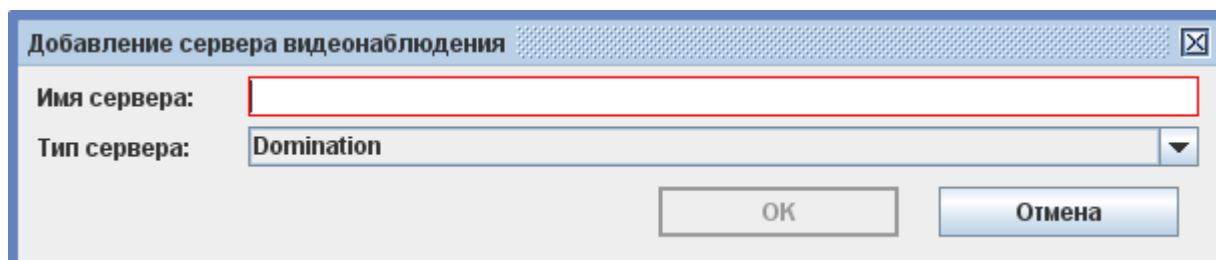 Добавление сервера видеонаблюдения
Имя сервера:
Тип сервера: Domination
OK Отмена